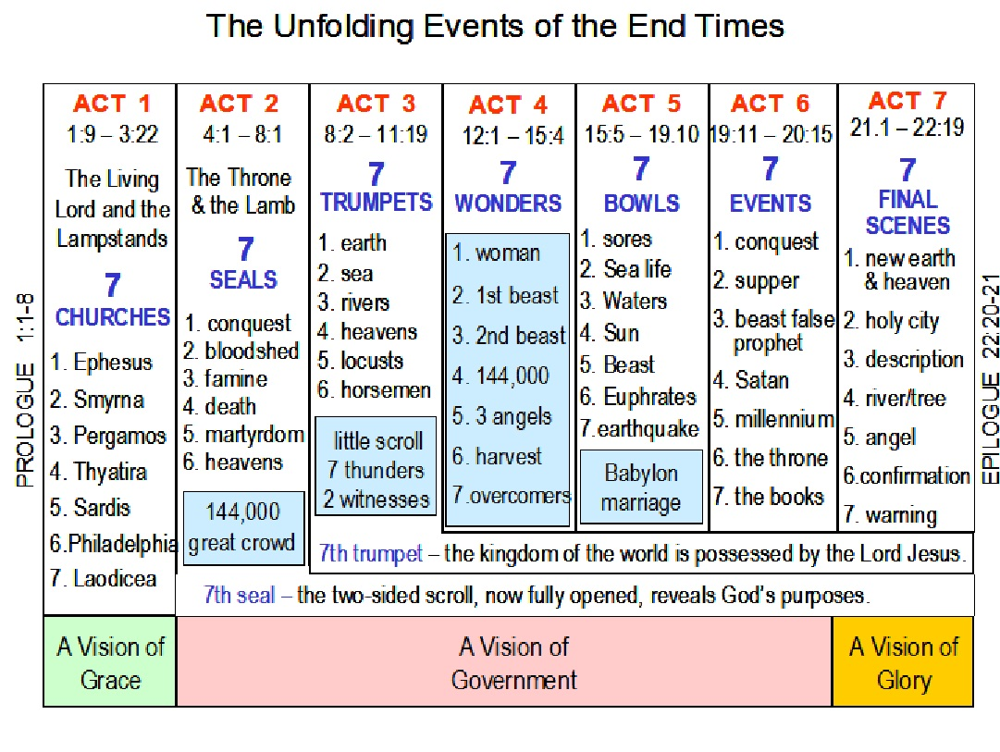 The Unfolding Events of the End Times
PROLOGUE 1:1-8
ACT 1
1:9 – 3:22
The Living
Lord and the
Lampstands
7
CHURCHES
1. Ephesus
2. Smyrna
3. Pergamos
4. Thyatira
5. Sardis
6.Philadelphia
7. Laodicea
ACT 2
4:1 – 8:1
The Throne
& the Lamb
7
SEALS
1. conquest
2. bloodshed
3. famine
4. death
5. martyrdom
6. heavens
144,000
great crowd
ACT 3
8:2 – 11:19
7
TRUMPETS
1. earth
2. sea
3. rivers
4. heavens
5. locusts
6. horsemen
little scroll
7 thunders
2 witnesses
ACT 4
12:1 – 15:4
7
WONDERS
1. woman
2. 1st beast
3. 2nd beast
4. 144,000
5. 3 angels
6. harvest
7.overcomers
ACT 5
15:5 – 19.10
7
BOWLS
1. sores
2. Sea life
3. Waters
4. Sun
5. Beast
6. Euphrates
7.earthquake
Babylon
marriage
ACT 6
19:11 – 20:15
7
EVENTS
1. conquest
2. supper
3. beast false
prophet
4. Satan
5. millennium
6. the throne
7. the books
ACT 7
21.1 – 22:19
7
FINAL
SCENES
1. new earth
& heaven
2. holy city
3. description
4. river/tree
5. angel
6.confirmation
7. warning
EPILOGUE 22:20-21
7th trumpet – the kingdom of the world is possessed by the Lord Jesus.
7th seal – the two-sided scroll, now fully opened, reveals God's purposes.
A Vision of
Grace
A Vision of
Government
A Vision of
Glory